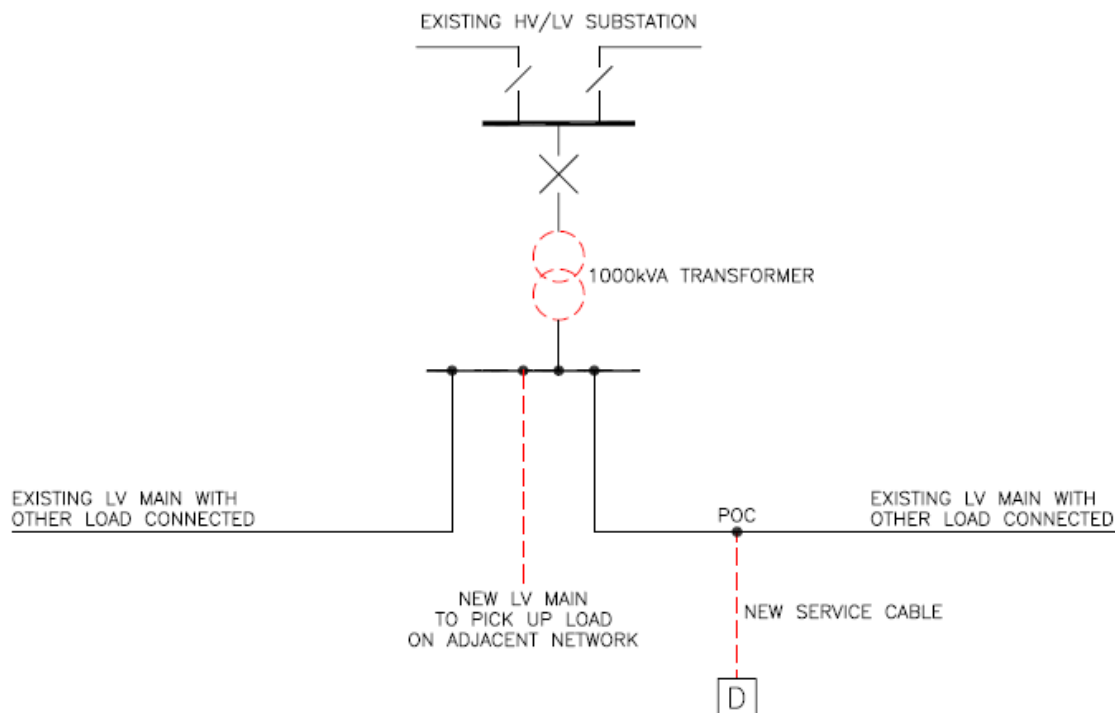 EXISTING HV/LV SUBSTATION
1000kVA TRANSFORMER
EXISTING LV MAIN WITH
OTHER LOAD CONNECTED
POC
EXISTING LV MAIN WITH
OTHER LOAD CONNECTED
NEW LV MAIN
TO PICK UP LOAD
ON ADJACENT NETWORK
NEW SERVICE CABLE
D